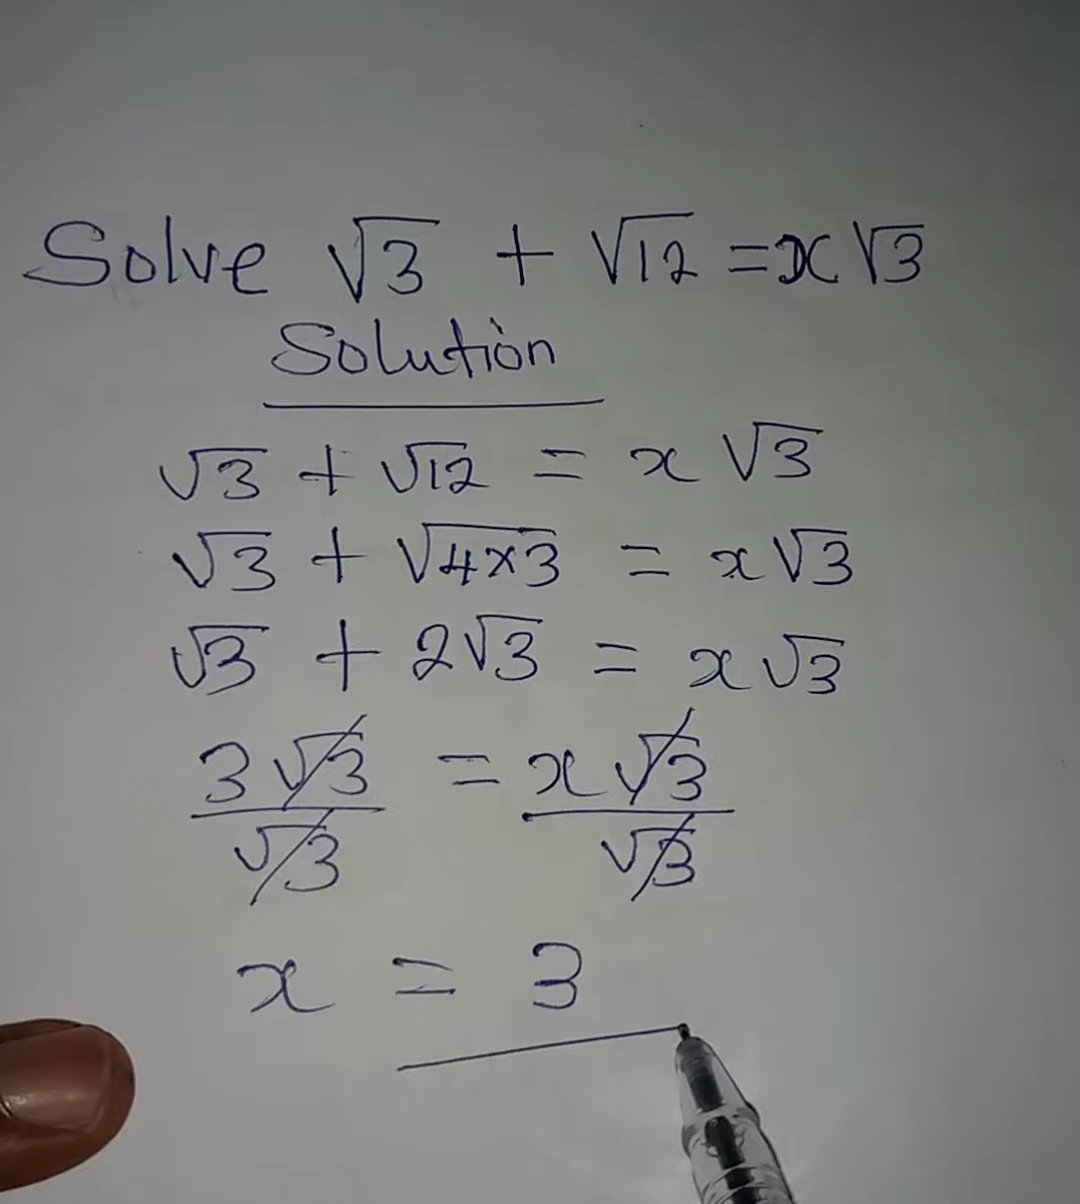 Solve √3 + √12 = x√3
Solution
√3 + √12 = x√3
√3 + √4×3 = x√3
√3 + 2√3 = x√3
3√3 = x√3
√3 √3
x = 3